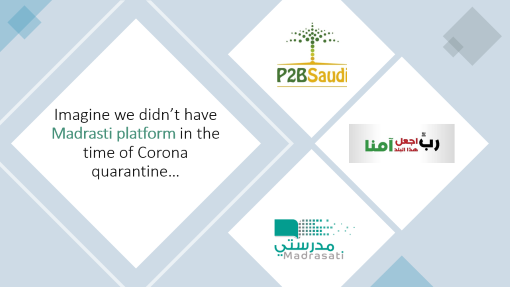 Imagine we didn't have
Madrasti platform in the
time of Corona
quarantine...
P2BSaudi
ربِّ اجعل هذا البلد آمنا
مدرستي
Madrasati